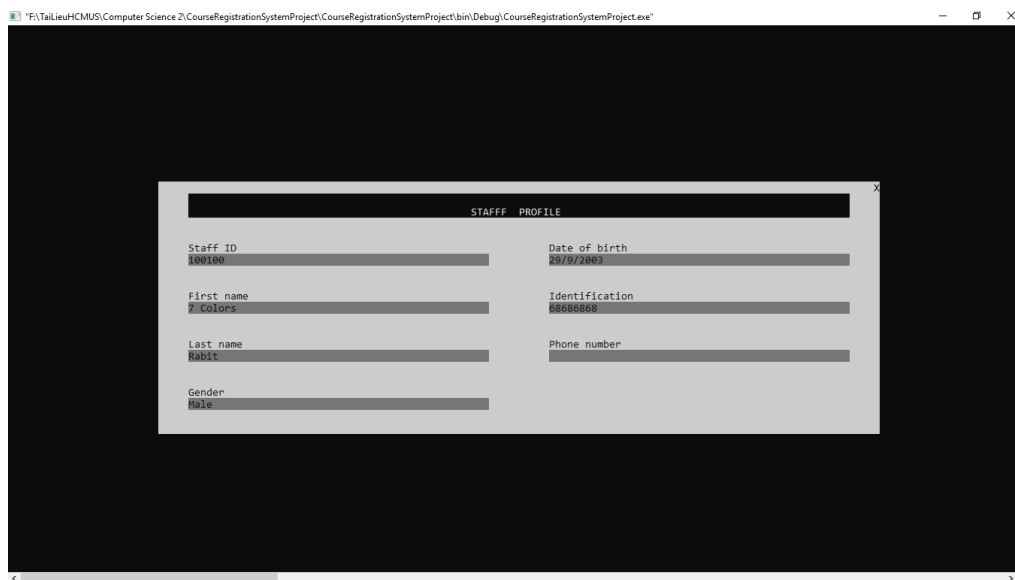 "F:\TaiLieuHCMUS\Computer Science 2\CourseRegistrationSystemProject\CourseRegistrationSystemProject\bin\Debug\CourseRegistrationSystemProject.exe"
X
STAFFF PROFILE
Staff ID
100100
First name
7 Colors
Last name
Rabit
Gender
Male
Date of birth
29/9/2003
Identification
68686868
Phone number